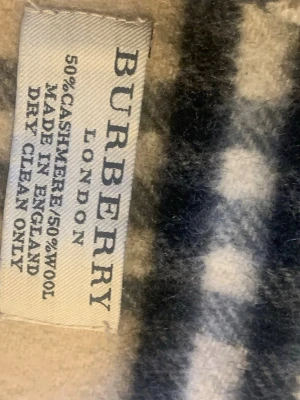 BURBERRY
LONDON
50%CASHMERE/50%WOOL
MADE IN ENGLAND
DRY CLEAN ONLY